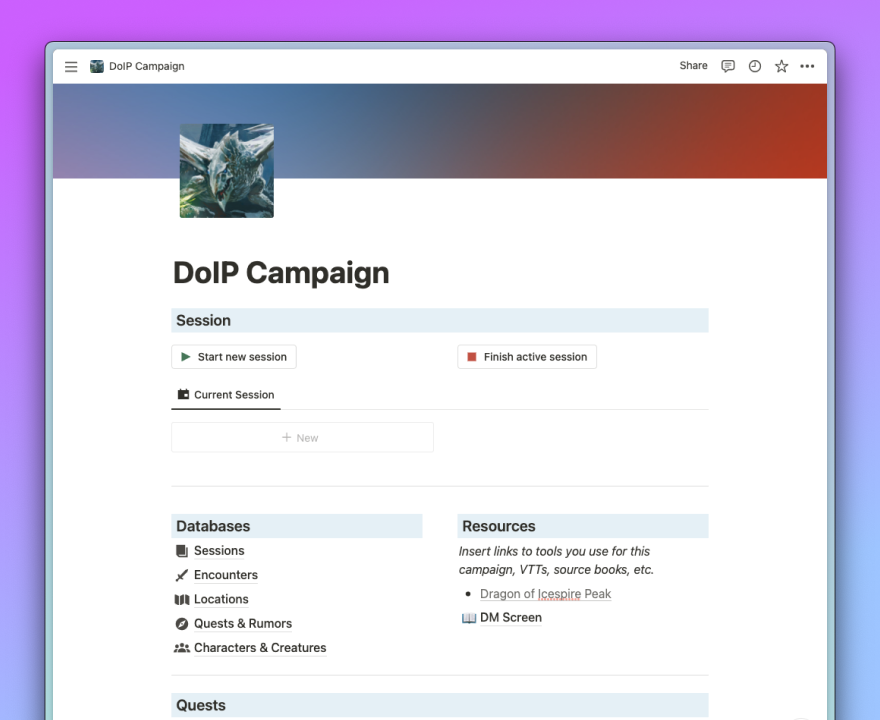 DoIP Campaign
Share
DoIP Campaign
Session
Start new session
Finish active session
Current Session
New
Databases
Sessions
Encounters
Locations
Quests & Rumors
Characters & Creatures
Resources
Insert links to tools you use for this
campaign, VTTs, source books, etc.
Dragon of Icespire Peak
DM Screen
Quests